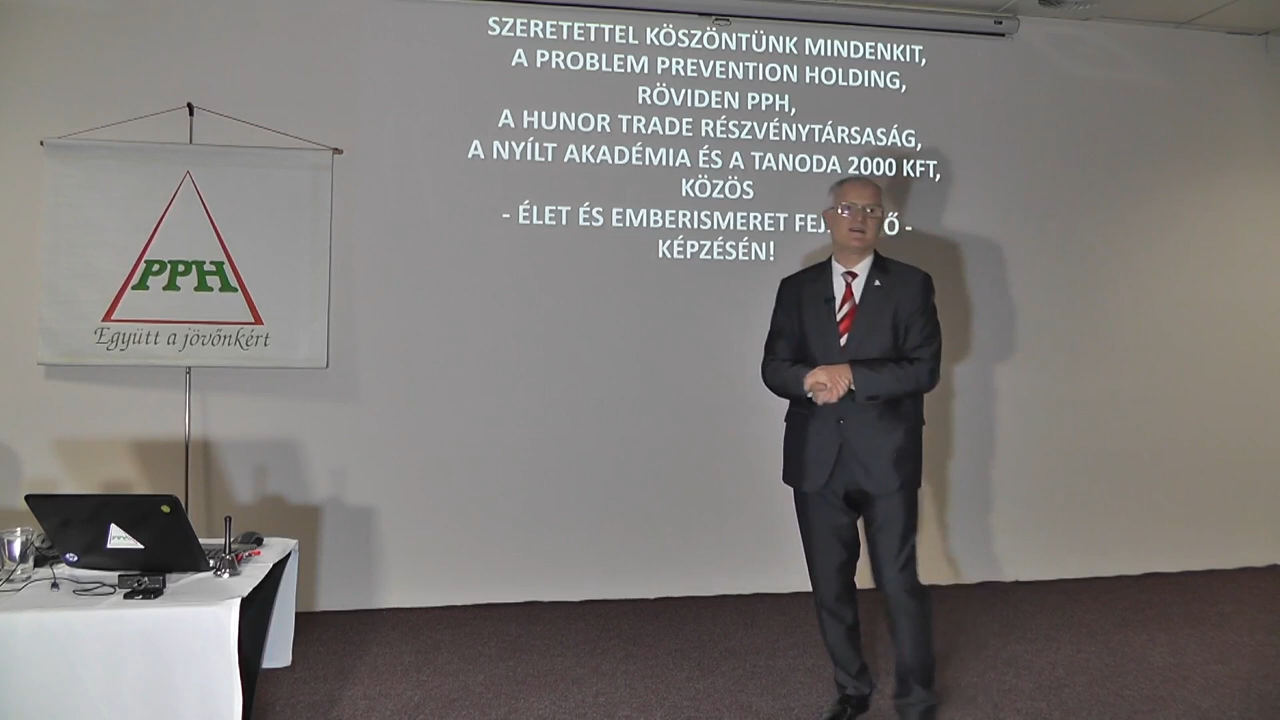 SZERETETTEL KÖSZÖNTÜNK MINDENKIT,
A PROBLEM PREVENTION HOLDING,
RÖVIDEN PPH,
A HUNOR TRADE RÉSZVÉNYTÁRSASÁG,
A NYÍLT AKADÉMIA ÉS A TANODA 2000 KFT,
KÖZÖS
- ÉLET ÉS EMBERISMERET
KÉPZÉSÉN!
PPH
Együtt a jövőnkért